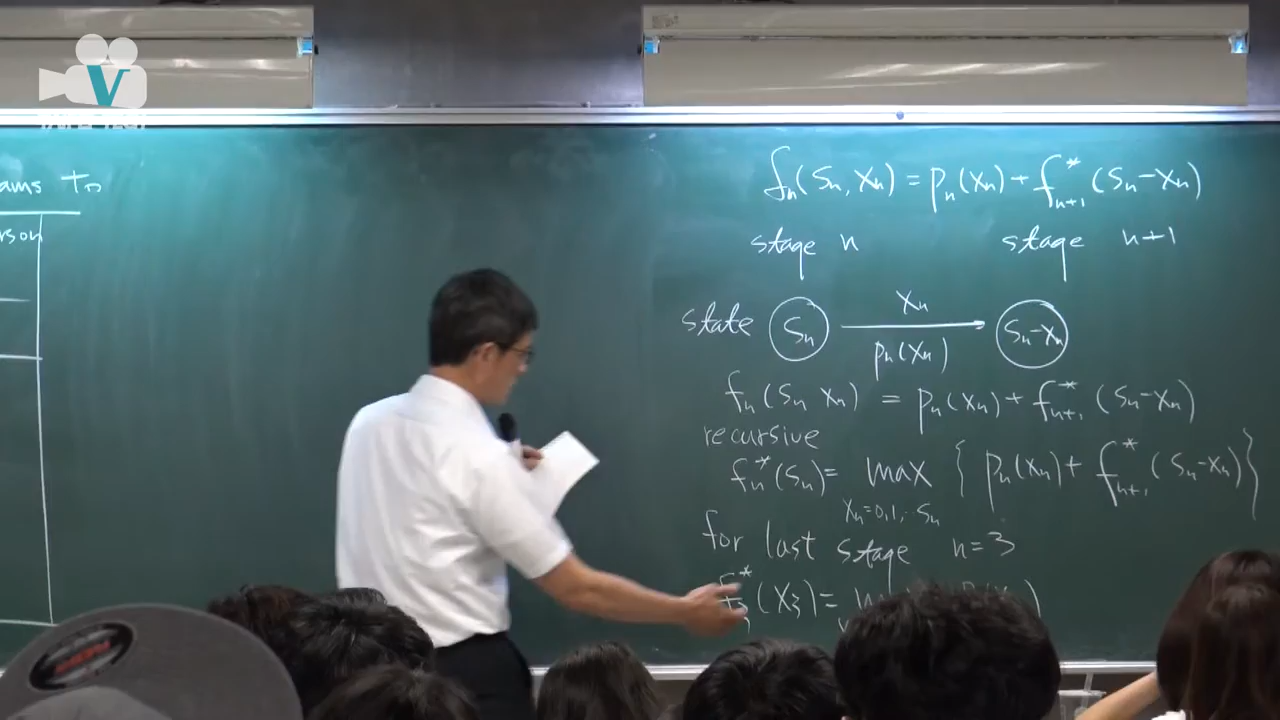 ams To
rson
fₙ(Sₙ, Xₙ) = pₙ(Xₙ) + f*ₙ₊₁(Sₙ-Xₙ)
stage n stage n+1
Xₙ
state Sₙ Sₙ-Xₙ
pₙ(Xₙ)
fₙ(Sₙ Xₙ) = pₙ(Xₙ) + f*ₙ₊₁(Sₙ-Xₙ)
recursive
fₙ*(Sₙ) = max { pₙ(Xₙ) + f*ₙ₊₁(Sₙ-Xₙ) }
Xₙ=0,1,..Sₙ
for last stage n=3
f₃*(X₃) =
V